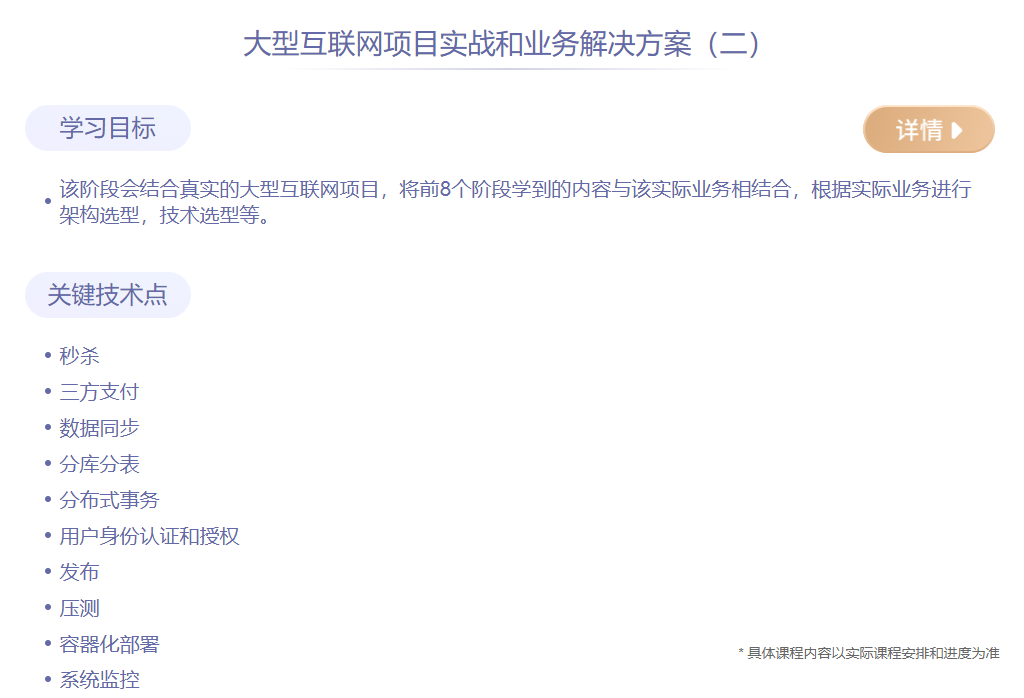 大型互联网项目实战和业务解决方案（二）
学习目标
详情
• 该阶段会结合真实的大型互联网项目，将前8个阶段学到的内容与该实际业务相结合，根据实际业务进行
架构选型，技术选型等。
关键技术点
• 秒杀
• 三方支付
• 数据同步
• 分库分表
• 分布式事务
• 用户身份认证和授权
• 发布
• 压测
• 容器化部署
* 具体课程内容以实际课程安排和进度为准
• 系统监控